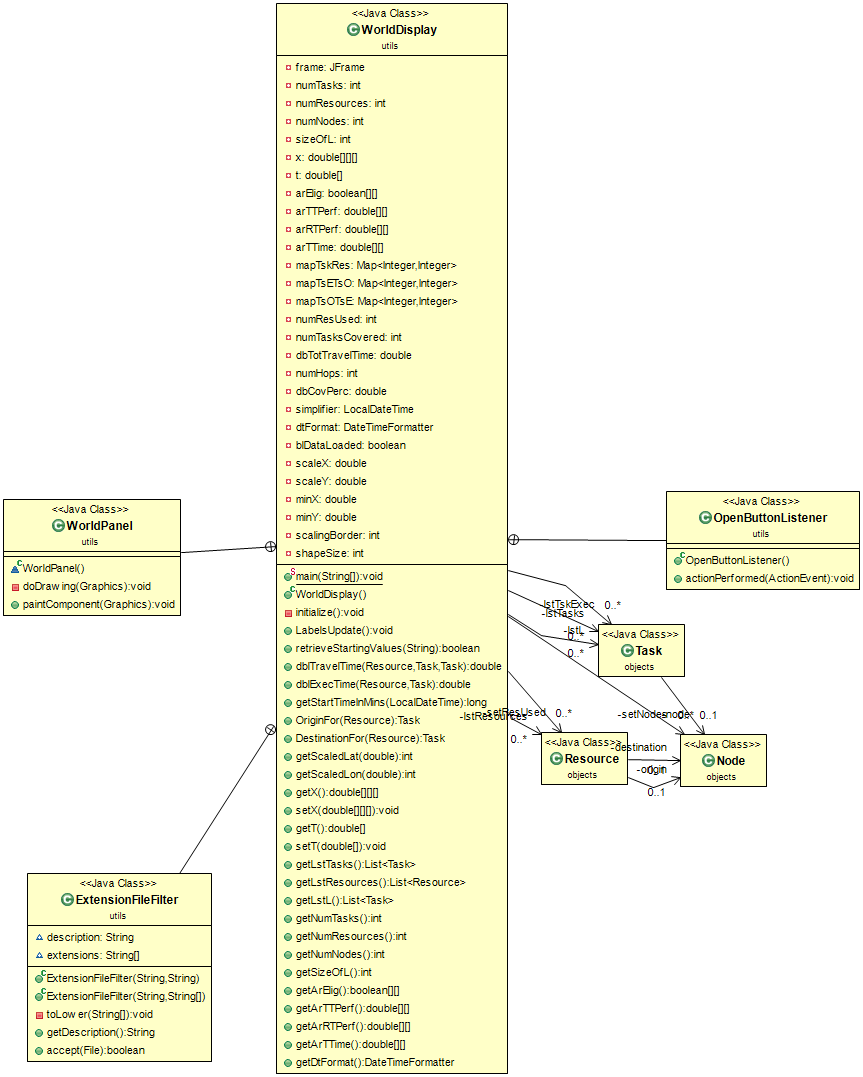 <<Java Class>>
WorldDisplay
utils
frame: JFrame
numTasks: int
numResources: int
numNodes: int
sizeOfL: int
x: double[][][]
t: double[]
arElig: boolean[][]
arTTPerf: double[][]
arRTPerf: double[][]
arTTime: double[][]
mapTskRes: Map<Integer,Integer>
mapTsETsO: Map<Integer,Integer>
mapTsOTsE: Map<Integer,Integer>
numResUsed: int
numTasksCovered: int
dbTotTravelTime: double
numHops: int
dbCovPerc: double
simplifier: LocalDateTime
dtFormat: DateTimeFormatter
blDataLoaded: boolean
scaleX: double
scaleY: double
minX: double
minY: double
scalingBorder: int
shapeSize: int
main(String[]):void
WorldDisplay()
initialize():void
LabelsUpdate():void
retrieveStartingValues(String):boolean
dblTravelTime(Resource,Task,Task):double
dblExecTime(Resource,Task):double
getStartTimeInMins(LocalDateTime):long
OriginFor(Resource):Task
DestinationFor(Resource):Task
getScaledLat(double):int
getScaledLon(double):int
getX():double[][][]
setX(double[][][]):void
getT():double[]
setT(double[]):void
getLstTasks():List<Task>
getLstResources():List<Resource>
getLstL():List<Task>
getNumTasks():int
getNumResources():int
getNumNodes():int
getSizeOfL():int
getArElig():boolean[][]
getArTTPerf():double[][]
getArRTPerf():double[][]
getArTTime():double[][]
getDtFormat():DateTimeFormatter
<<Java Class>>
WorldPanel
utils
WorldPanel()
doDrawing(Graphics):void
paintComponent(Graphics):void
<<Java Class>>
OpenButtonListener
utils
OpenButtonListener()
actionPerformed(ActionEvent):void
-lstTskExec 0..*
-lstTasks
-lstL
0..*
0..*
<<Java Class>>
Task
objects
-setNodes
-node
0..*
0..1
-setResUsed 0..*
-lstResources
0..*
<<Java Class>>
Resource
objects
-destination
-origin
0..1
0..1
<<Java Class>>
Node
objects
<<Java Class>>
ExtensionFileFilter
utils
description: String
extensions: String[]
ExtensionFileFilter(String,String)
ExtensionFileFilter(String,String[])
toLower(String[]):void
getDescription():String
accept(File):boolean